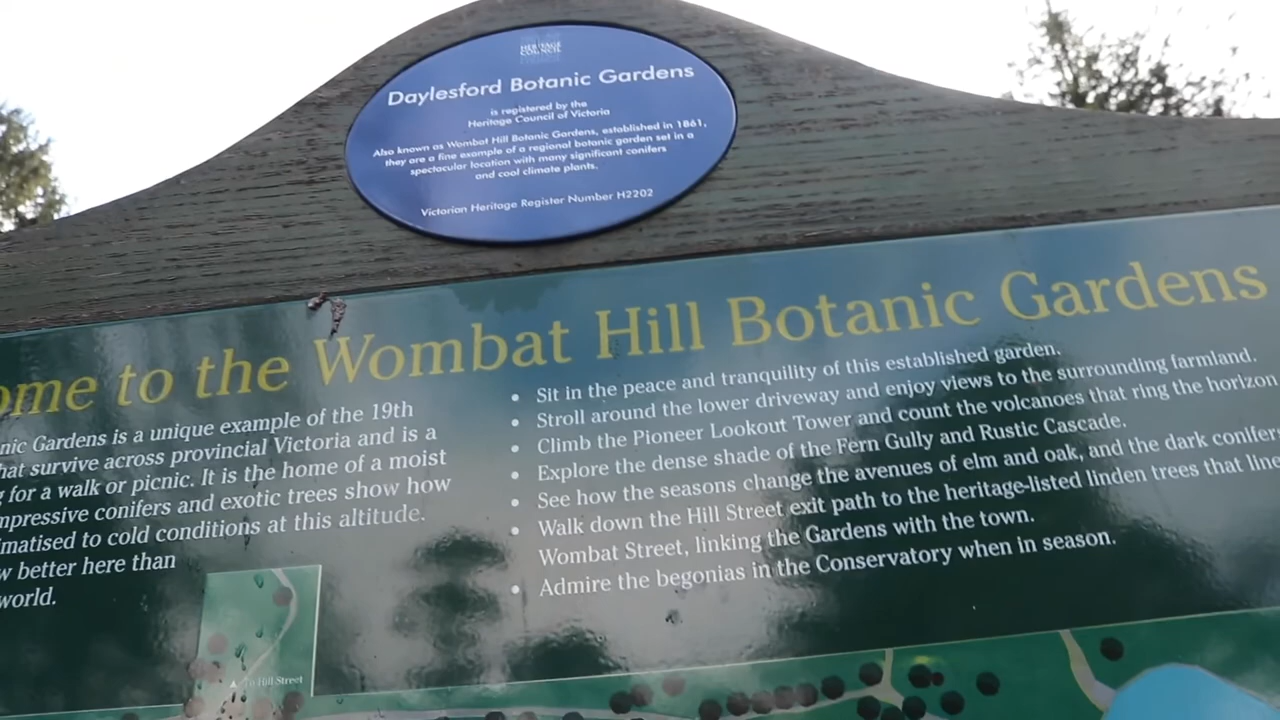 HERITAGE
COUNCIL
Daylesford Botanic Gardens
is registered by the
Heritage Council of Victoria
Also known as Wombat Hill Botanic Gardens, established in 1861,
they are a fine example of a regional botanic garden set in a
spectacular location with many significant conifers
and cool climate plants.
Victorian Heritage Register Number H2202
ome to the Wombat Hill Botanic Gardens
nic Gardens is a unique example of the 19th
hat survive across provincial Victoria and is a
g for a walk or picnic. It is the home of a moist
mpressive conifers and exotic trees show how
imatised to cold conditions at this altitude.
w better here than
world.
• Sit in the peace and tranquility of this established garden.
• Stroll around the lower driveway and enjoy views to the surrounding farmland.
• Climb the Pioneer Lookout Tower and count the volcanoes that ring the horizon
• Explore the dense shade of the Fern Gully and Rustic Cascade.
• See how the seasons change the avenues of elm and oak, and the dark conifers
• Walk down the Hill Street exit path to the heritage-listed linden trees that line
Wombat Street, linking the Gardens with the town.
• Admire the begonias in the Conservatory when in season.
To Hill Street